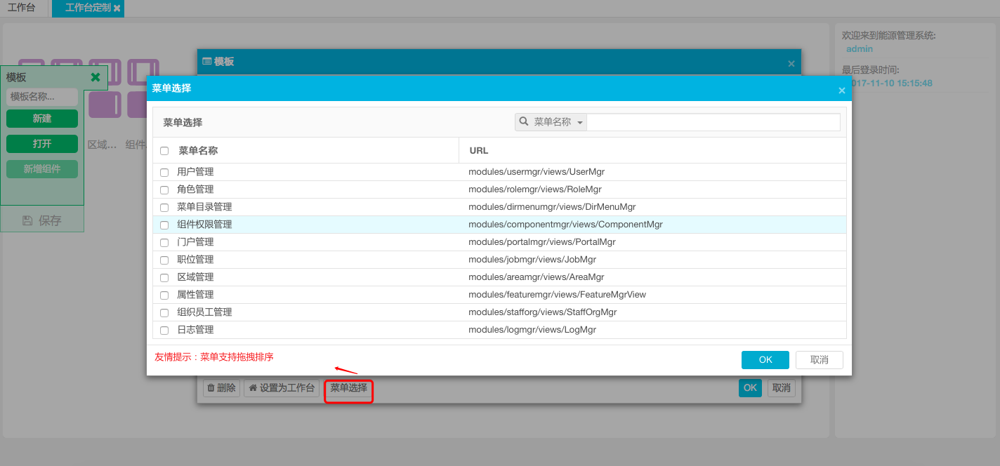 工作台 工作台定制
欢迎来到能源管理系统:
admin
最后登录时间:
017-11-10 15:15:48
模板
模板名称...
新建
打开
新增组件
保存
区域... 组件
模板
菜单选择
菜单选择 菜单名称
菜单名称 URL
用户管理 modules/usermgr/views/UserMgr
角色管理 modules/rolemgr/views/RoleMgr
菜单目录管理 modules/dirmenumgr/views/DirMenuMgr
组件权限管理 modules/componentmgr/views/ComponentMgr
门户管理 modules/portalmgr/views/PortalMgr
职位管理 modules/jobmgr/views/JobMgr
区域管理 modules/areamgr/views/AreaMgr
属性管理 modules/featuremgr/views/FeatureMgrView
组织员工管理 modules/stafforg/views/StaffOrgMgr
日志管理 modules/logmgr/views/LogMgr
友情提示：菜单支持拖拽排序 OK 取消
删除 设置为工作台 菜单选择 OK 取消